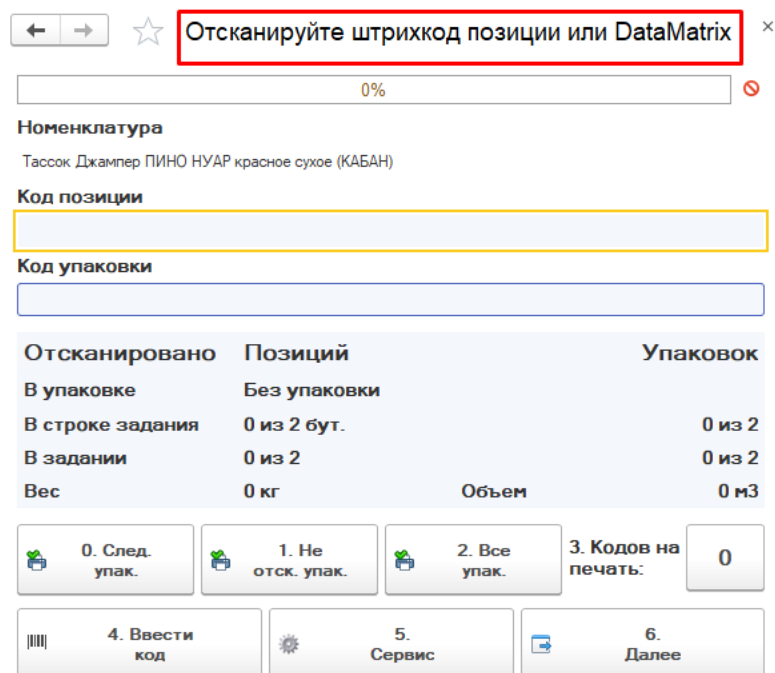 Отсканируйте штрихкод позиции или DataMatrix
0%
Номенклатура
Тассок Джампер ПИНО НУАР красное сухое (КАБАН)
Код позиции
Код упаковки
Отсканировано Позиций Упаковок
В упаковке Без упаковки
В строке задания 0 из 2 бут. 0 из 2
В задании 0 из 2 0 из 2
Вес 0 кг Объем 0 м3
0. След.
упак.
1. Не
отск. упак.
2. Все
упак.
3. Кодов на
печать:
0
4. Ввести
код
5.
Сервис
6.
Далее